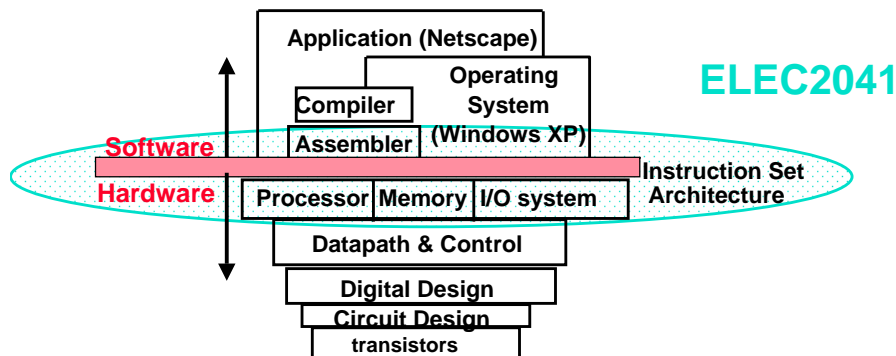 Application (Netscape)
Operating
System
(Windows XP)
ELEC2041
Compiler
Assembler
Software
Hardware
Instruction Set
Architecture
Processor
Memory
I/O system
Datapath & Control
Digital Design
Circuit Design
transistors